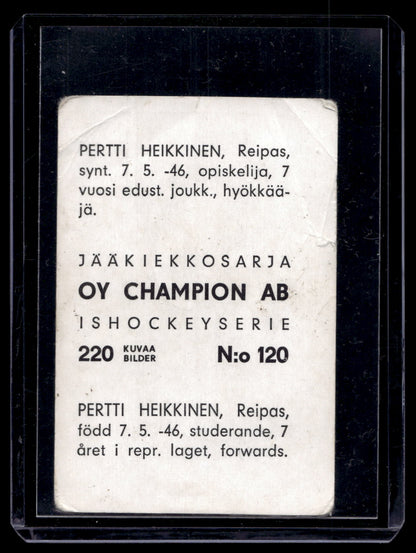 PERTTI HEIKKINEN, Reipas,
synt. 7. 5. -46, opiskelija, 7
vuosi edust. joukk., hyökkää-
jä.
JÄÄKIEKKOSARJA
OY CHAMPION AB
ISHOCKEYSERIE
220 KUVAA BILDER N:o 120
PERTTI HEIKKINEN, Reipas,
född 7. 5. -46, studerande, 7
året i repr. laget, forwards.